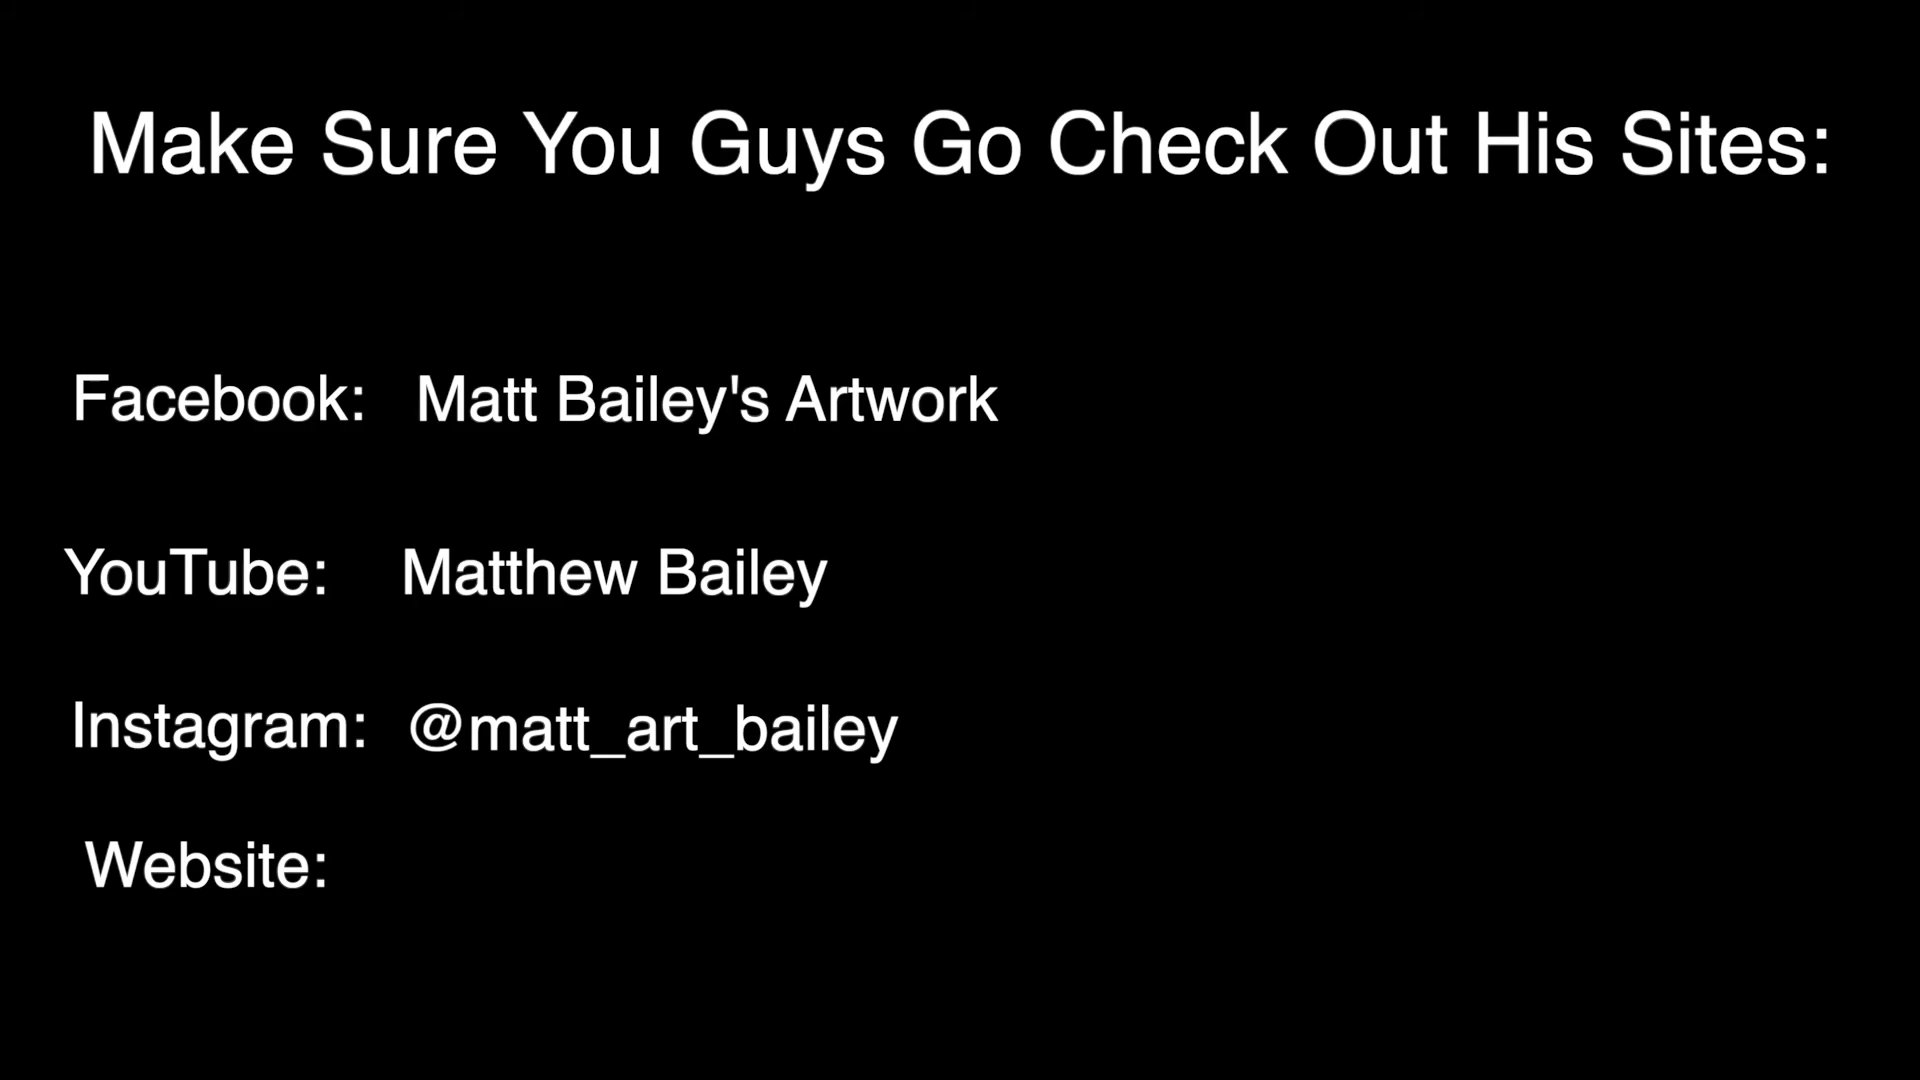 Make Sure You Guys Go Check Out His Sites:
Facebook: Matt Bailey's Artwork
YouTube: Matthew Bailey
Instagram: @matt_art_bailey
Website: